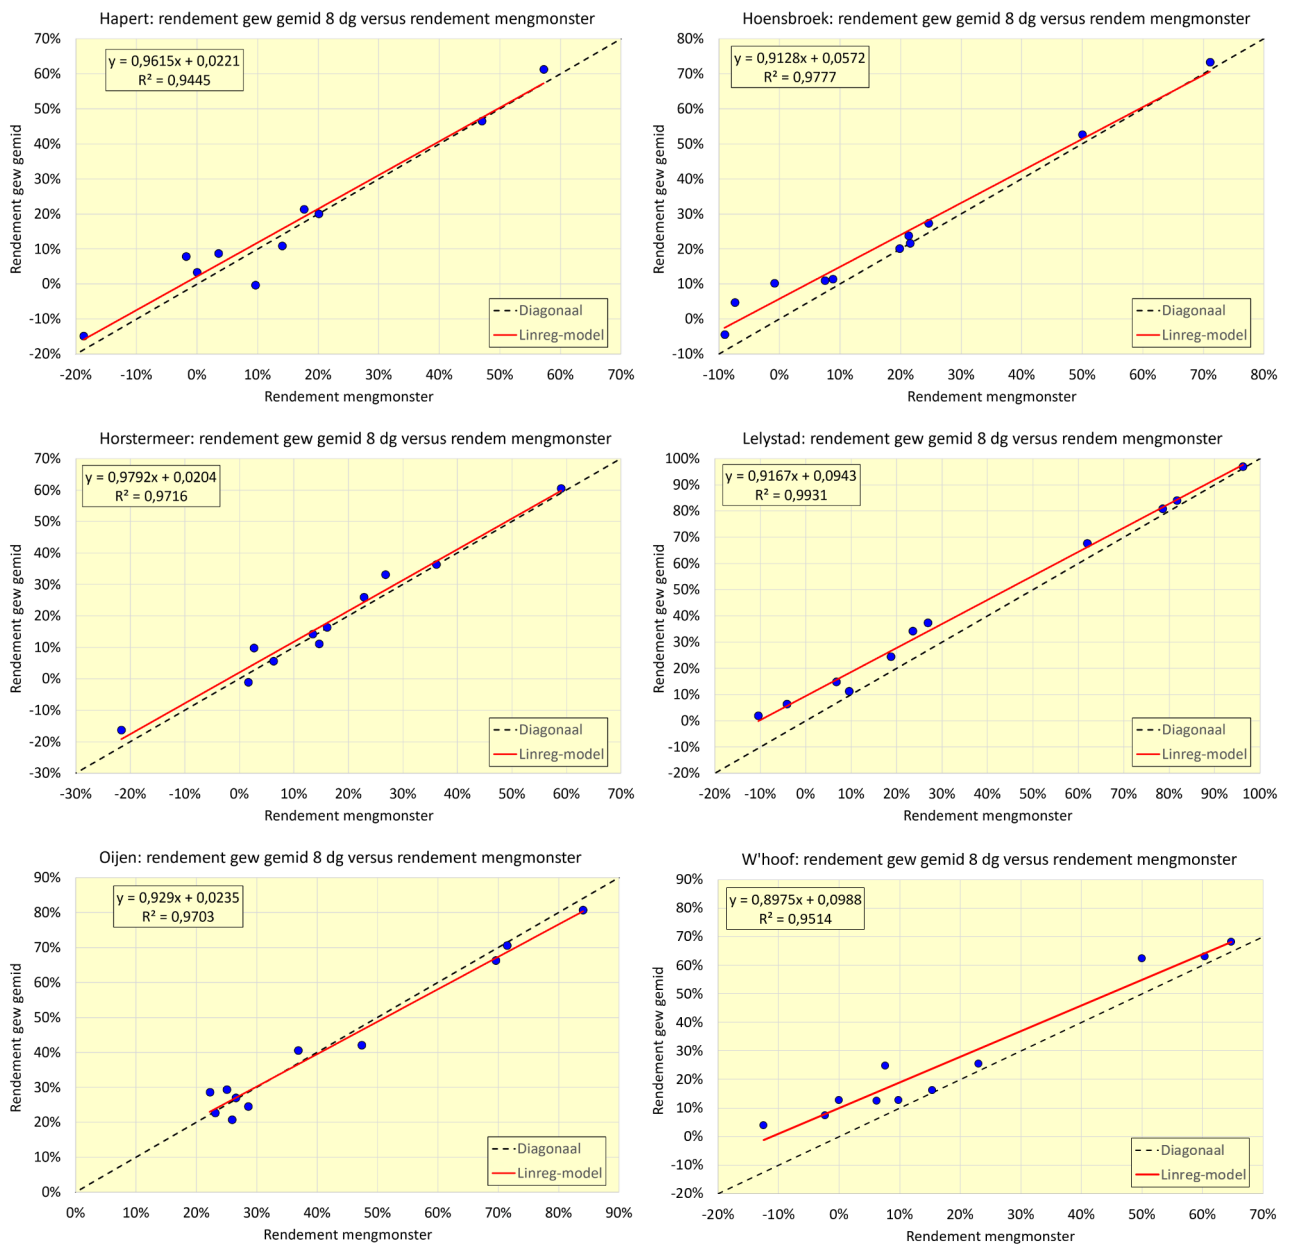 Hapert: rendement gew gemid 8 dg versus rendement mengmonster
70%
60%
50%
40%
30%
20%
10%
0%
-10%
-20%
Rendement gew gemid
y = 0,9615x + 0,0221
R² = 0,9445
Diagonaal
Linreg-model
-20% -10% 0% 10% 20% 30% 40% 50% 60% 70%
Rendement mengmonster
Hoensbroek: rendement gew gemid 8 dg versus rendem mengmonster
80%
70%
60%
50%
40%
30%
20%
10%
0%
-10%
Rendement gew gemid
y = 0,9128x + 0,0572
R² = 0,9777
Diagonaal
Linreg-model
-10% 0% 10% 20% 30% 40% 50% 60% 70% 80%
Rendement mengmonster
Horstermeer: rendement gew gemid 8 dg versus rendem mengmonster
70%
60%
50%
40%
30%
20%
10%
0%
-10%
-20%
-30%
Rendement gew gemid
y = 0,9792x + 0,0204
R² = 0,9716
Diagonaal
Linreg-model
-30% -20% -10% 0% 10% 20% 30% 40% 50% 60% 70%
Rendement mengmonster
Lelystad: rendement gew gemid 8 dg versus rendem mengmonster
100%
90%
80%
70%
60%
50%
40%
30%
20%
10%
0%
-10%
-20%
Rendement gew gemid
y = 0,9167x + 0,0943
R² = 0,9931
Diagonaal
Linreg-model
-20% -10% 0% 10% 20% 30% 40% 50% 60% 70% 80% 90% 100%
Rendement mengmonster
Oijen: rendement gew gemid 8 dg versus rendement mengmonster
90%
80%
70%
60%
50%
40%
30%
20%
10%
0%
Rendement gew gemid
y = 0,929x + 0,0235
R² = 0,9703
Diagonaal
Linreg-model
0% 10% 20% 30% 40% 50% 60% 70% 80% 90%
Rendement mengmonster
W'hoof: rendement gew gemid 8 dg versus rendement mengmonster
90%
80%
70%
60%
50%
40%
30%
20%
10%
0%
-10%
-20%
Rendement gew gemid
y = 0,8975x + 0,0988
R² = 0,9514
Diagonaal
Linreg-model
-20% -10% 0% 10% 20% 30% 40% 50% 60% 70%
Rendement mengmonster